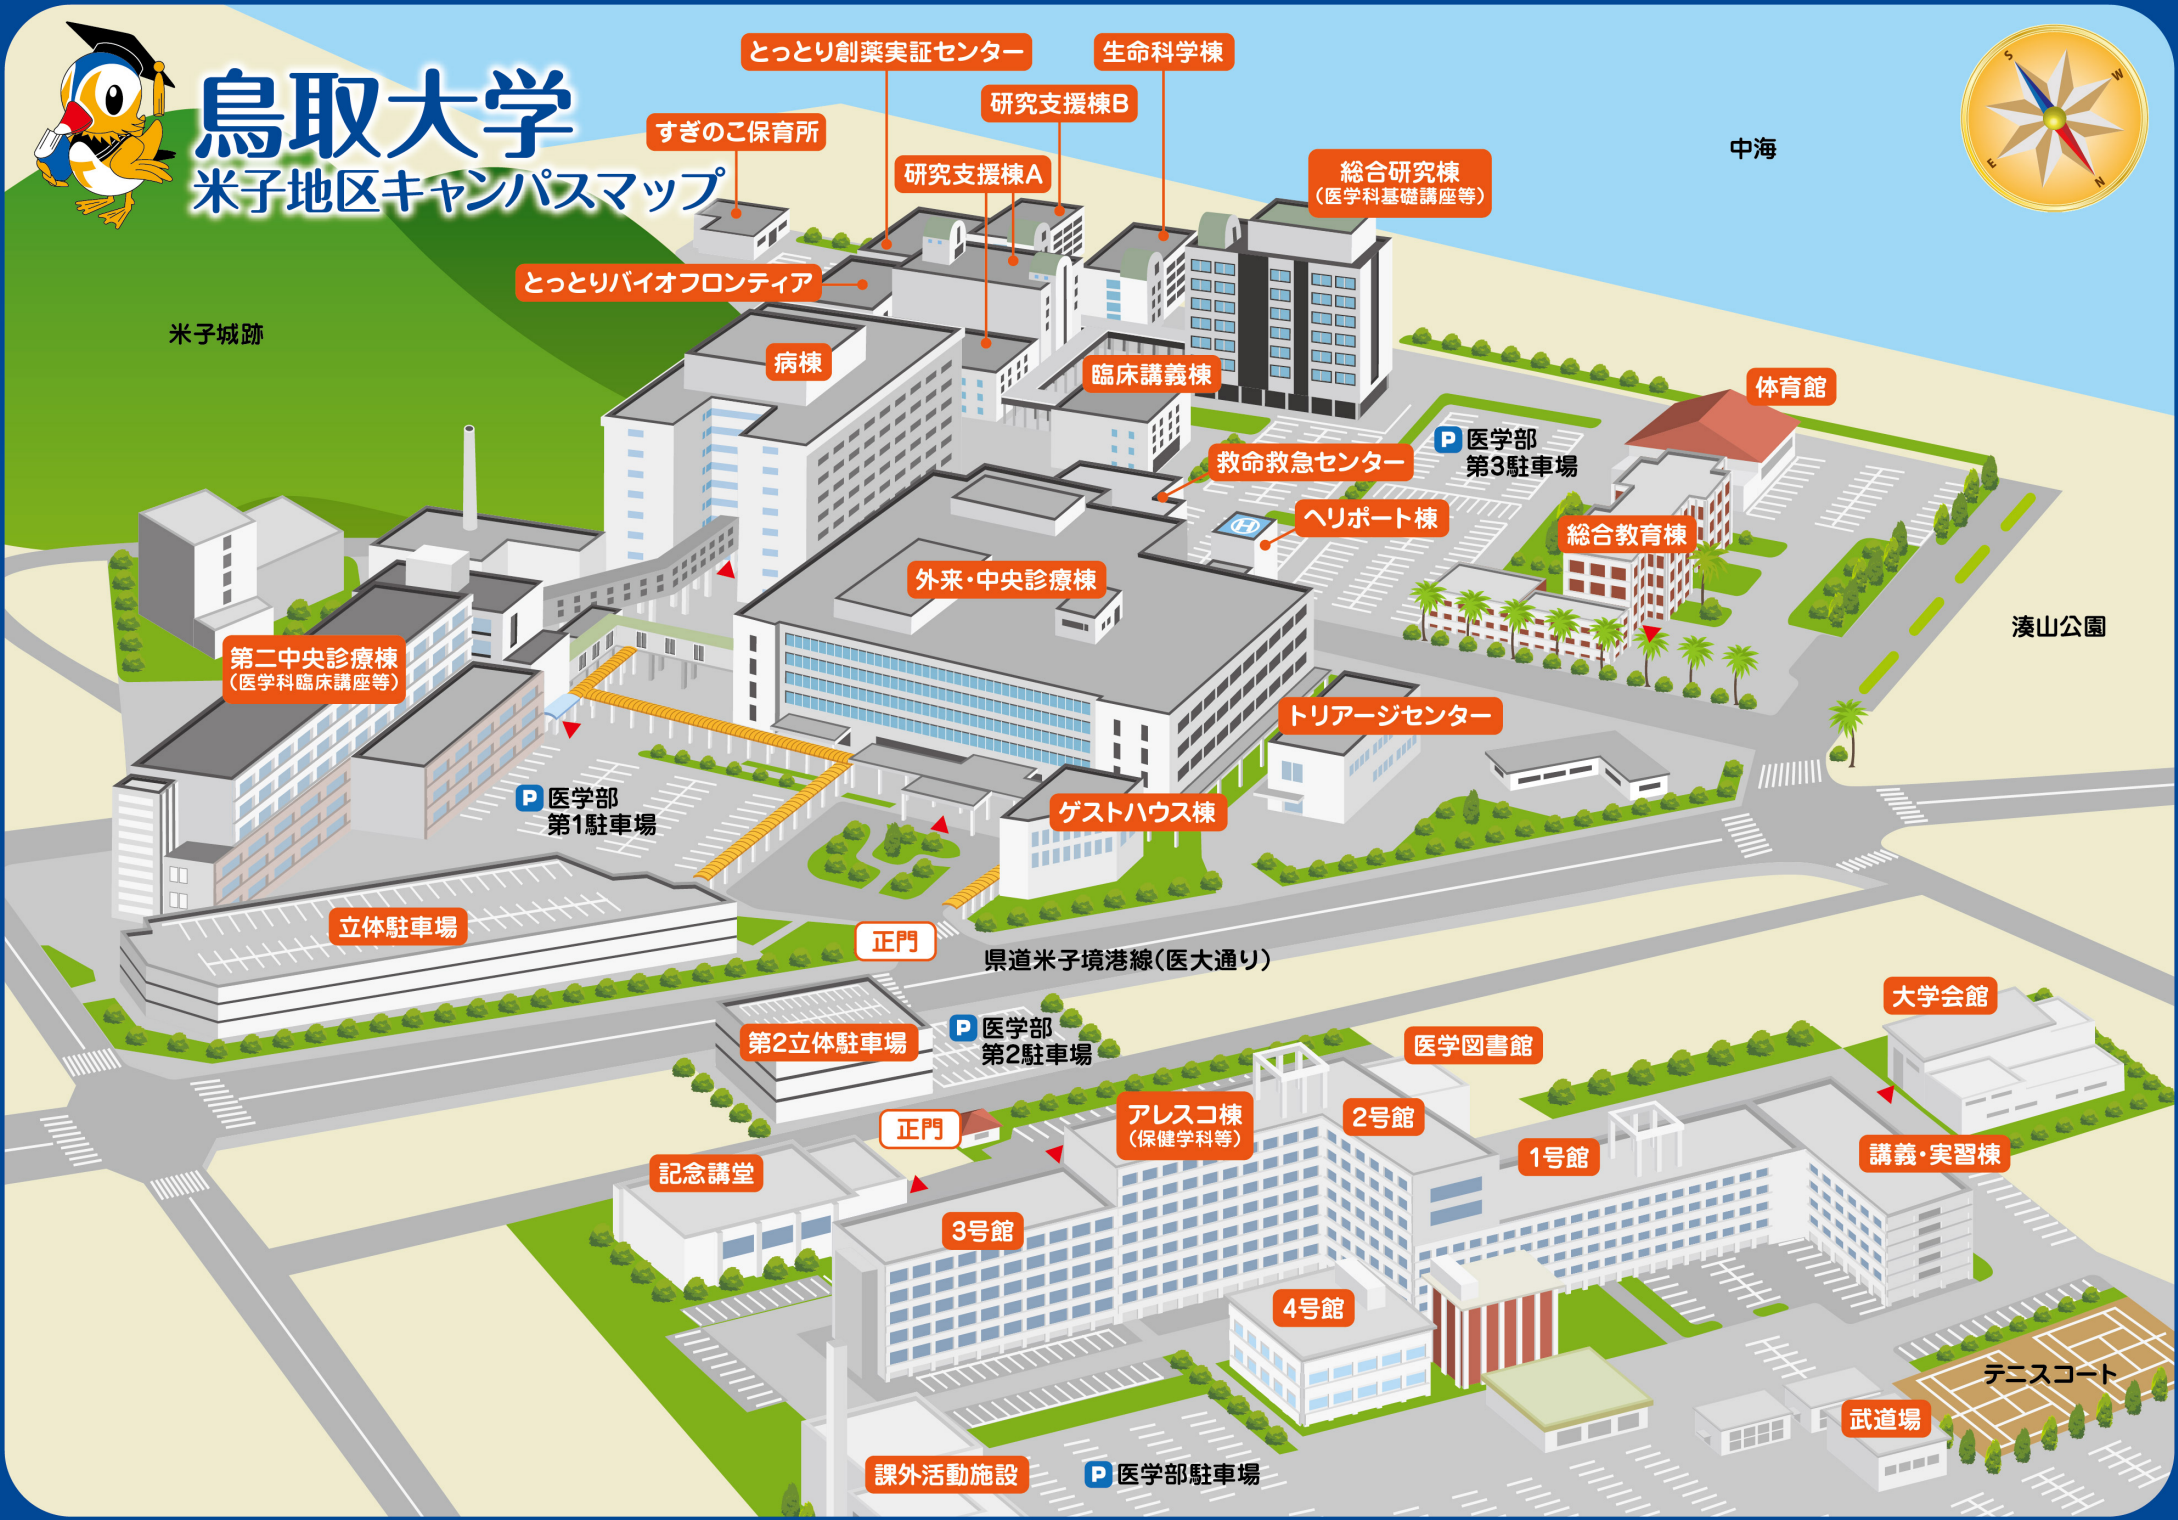 鳥取大学
米子地区キャンパスマップ
とっとり創薬実証センター
生命科学棟
研究支援棟B
すぎのこ保育所
研究支援棟A
総合研究棟
(医学科基礎講座等)
中海
S
W
E
N
とっとりバイオフロンティア
米子城跡
病棟
臨床講義棟
体育館
P 医学部
第3駐車場
救命救急センター
H
ヘリポート棟
総合教育棟
外来・中央診療棟
湊山公園
第二中央診療棟
(医学科臨床講座等)
トリアージセンター
P 医学部
第1駐車場
ゲストハウス棟
立体駐車場
正門
県道米子境港線(医大通り)
大学会館
第2立体駐車場
P 医学部
第2駐車場
医学図書館
正門
アレスコ棟
(保健学科等)
2号館
1号館
講義・実習棟
記念講堂
3号館
4号館
テニスコート
武道場
課外活動施設
P 医学部駐車場